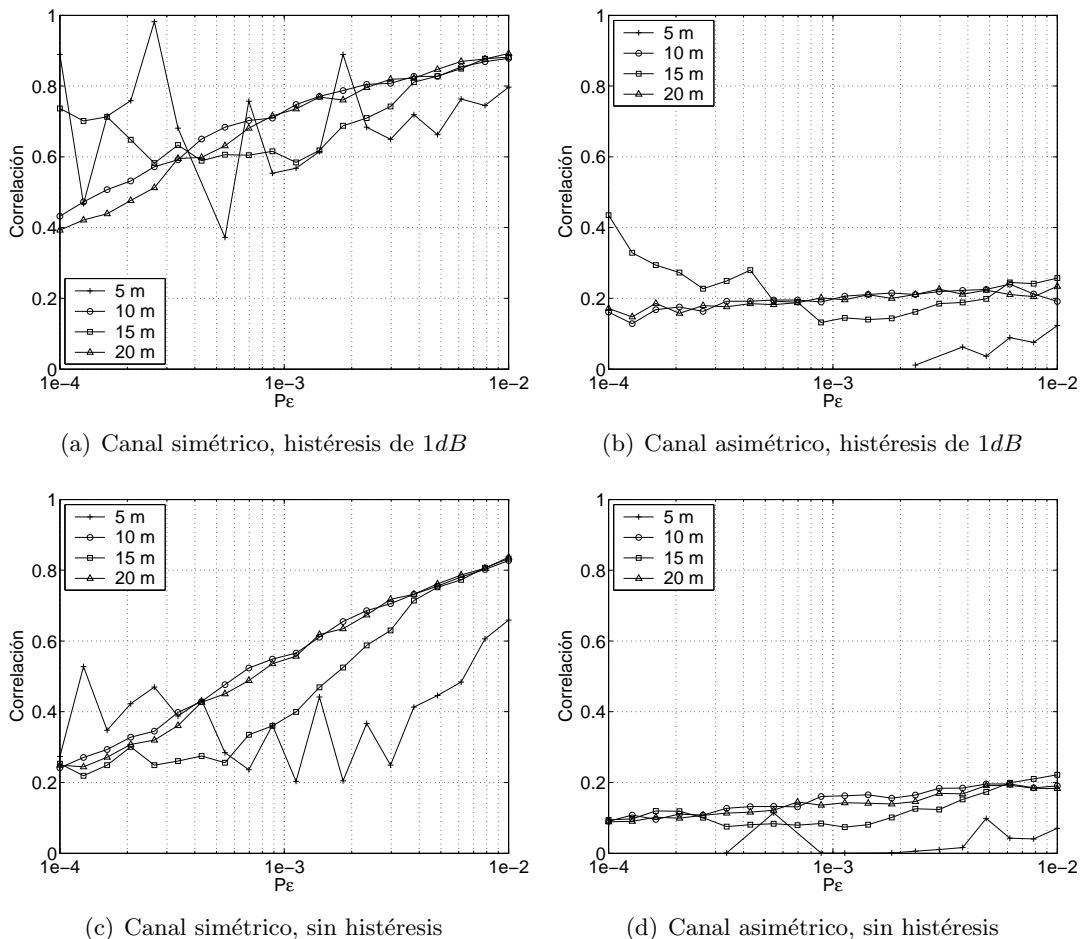 1
0.8
0.6
0.4
0.2
0
Correlación
5 m
10 m
15 m
20 m
1e-4
1e-3
1e-2
Pε
(a) Canal simétrico, histéresis de 1dB
1
0.8
0.6
0.4
0.2
0
Correlación
5 m
10 m
15 m
20 m
1e-4
1e-3
1e-2
Pε
(b) Canal asimétrico, histéresis de 1dB
1
0.8
0.6
0.4
0.2
0
Correlación
5 m
10 m
15 m
20 m
1e-4
1e-3
1e-2
Pε
(c) Canal simétrico, sin histéresis
1
0.8
0.6
0.4
0.2
0
Correlación
5 m
10 m
15 m
20 m
1e-4
1e-3
1e-2
Pε
(d) Canal asimétrico, sin histéresis